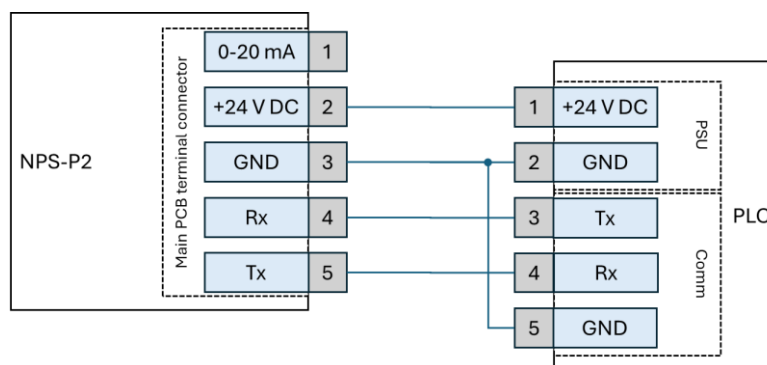 NPS-P2
Main PCB terminal connector
0-20 mA 1
+24 V DC 2
GND 3
Rx 4
Tx 5
1 +24 V DC
2 GND
PSU
3 Tx
4 Rx
5 GND
Comm
PLC